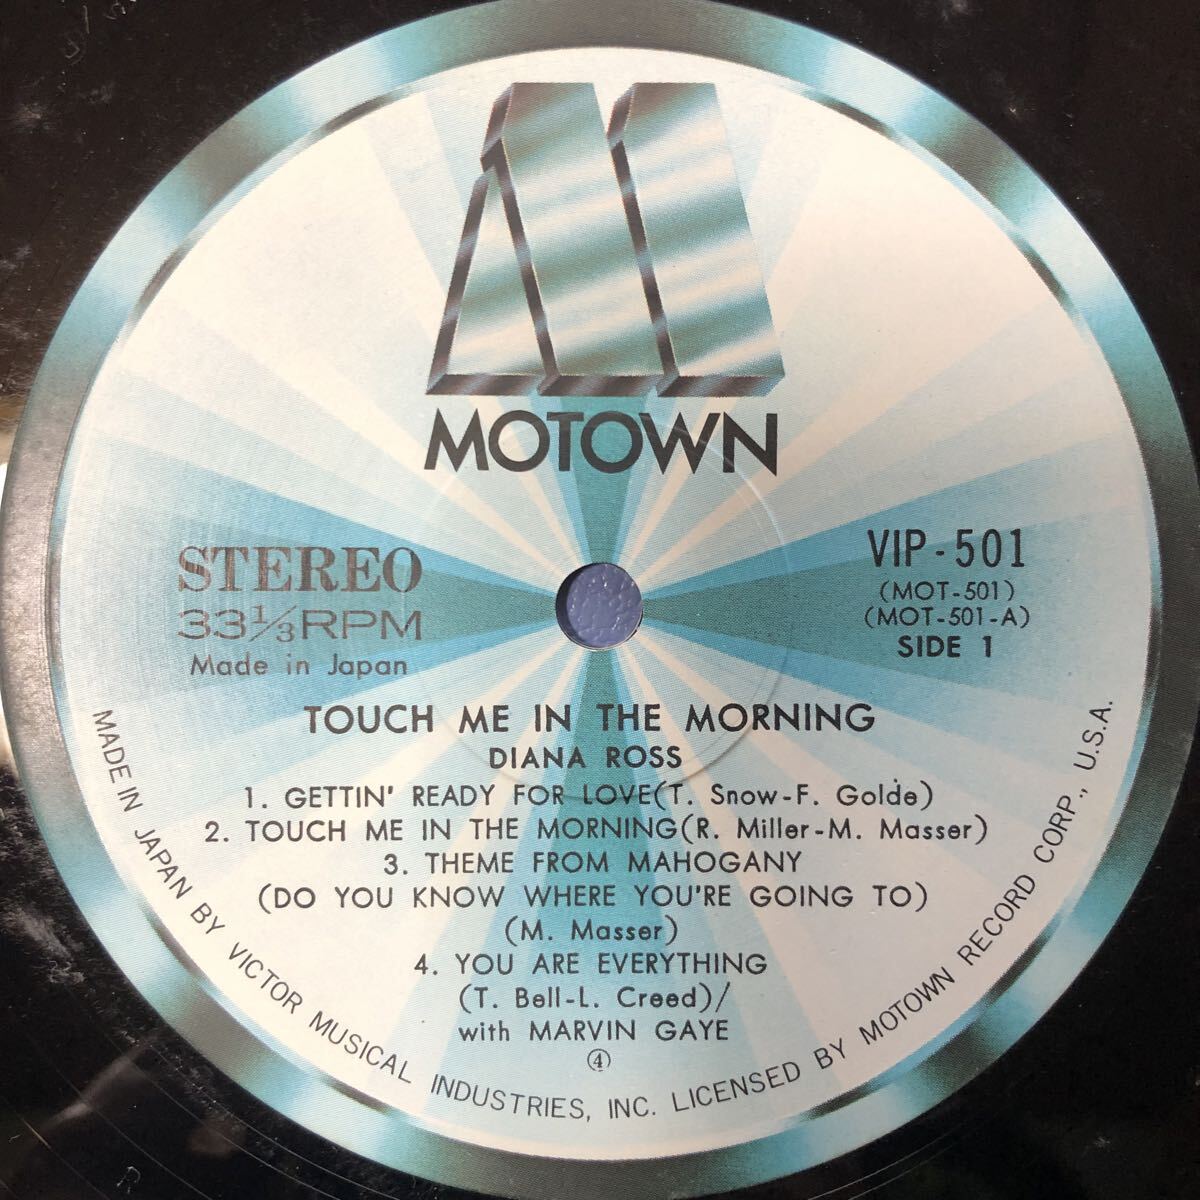 MOTOWN
STEREO
33⅓RPM
Made in Japan
VIP-501
(MOT-501)
(MOT-501-A)
SIDE 1
TOUCH ME IN THE MORNING
DIANA ROSS
1. GETTIN' READY FOR LOVE(T. Snow-F. Golde)
2. TOUCH ME IN THE MORNING(R. Miller-M. Masser)
3. THEME FROM MAHOGANY
(DO YOU KNOW WHERE YOU'RE GOING TO)
(M. Masser)
4. YOU ARE EVERYTHING
(T. Bell-L. Creed)/
with MARVIN GAYE
④
MADE IN JAPAN BY VICTOR MUSICAL INDUSTRIES, INC. LICENSED BY MOTOWN RECORD CORP., U.S.A.